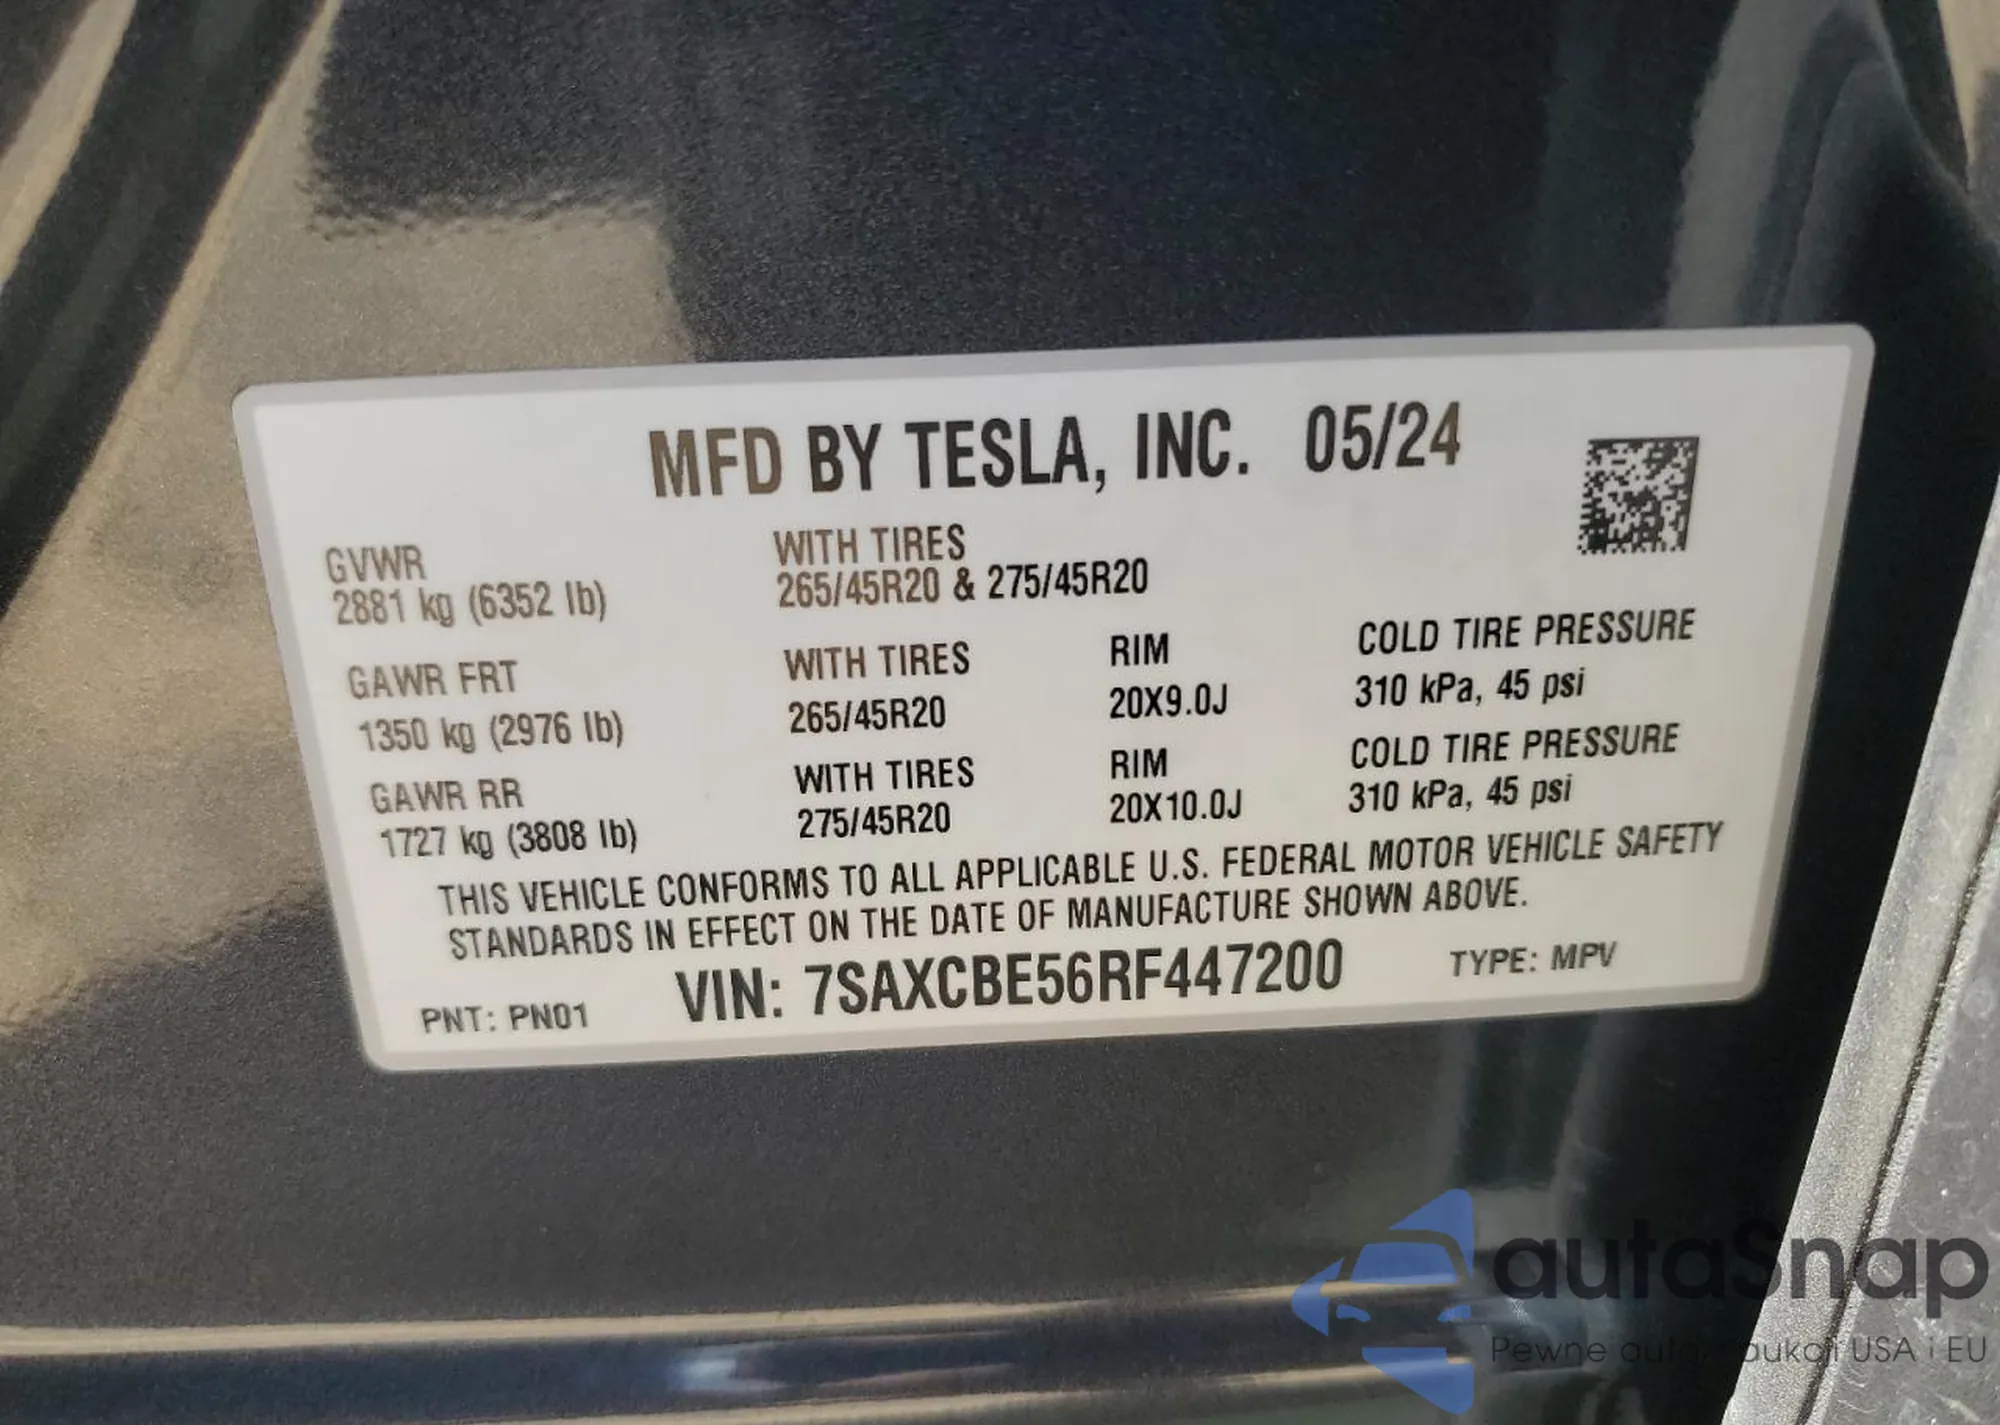 MFD BY TESLA, INC. 05/24
GVWR
2881 kg (6352 lb)
WITH TIRES
265/45R20 & 275/45R20
GAWR FRT
1350 kg (2976 lb)
WITH TIRES
265/45R20
RIM
20X9.0J
COLD TIRE PRESSURE
310 kPa, 45 psi
GAWR RR
1727 kg (3808 lb)
WITH TIRES
275/45R20
RIM
20X10.0J
COLD TIRE PRESSURE
310 kPa, 45 psi
THIS VEHICLE CONFORMS TO ALL APPLICABLE U.S. FEDERAL MOTOR VEHICLE SAFETY
STANDARDS IN EFFECT ON THE DATE OF MANUFACTURE SHOWN ABOVE.
PNT: PN01
VIN: 7SAXCBE56RF447200
TYPE: MPV
autaSnap
Pewne auta USA i EU